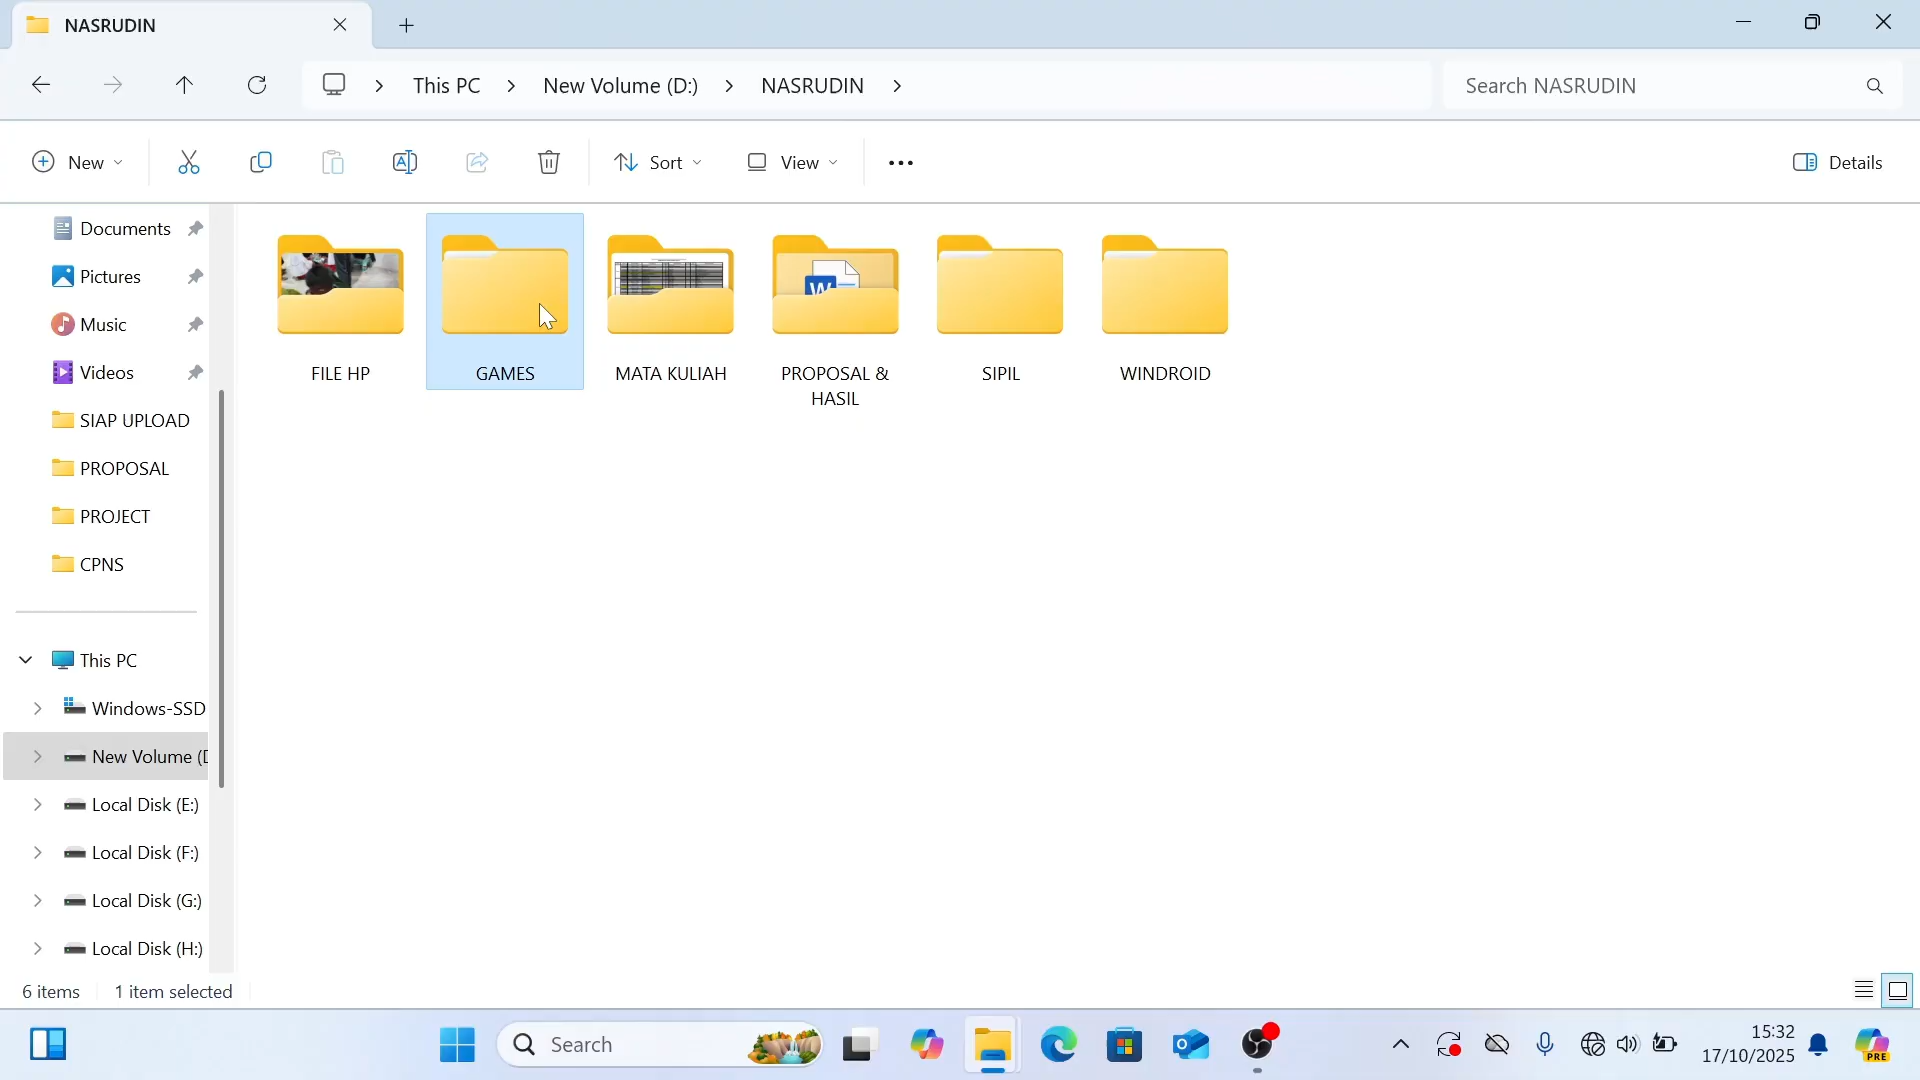 NASRUDIN
This PC
New Volume (D:)
NASRUDIN
Search NASRUDIN
New
Sort
View
Details
Documents
Pictures
Music
Videos
SIAP UPLOAD
PROPOSAL
PROJECT
CPNS
This PC
Windows-SSD
New Volume (D
Local Disk (E:)
Local Disk (F:)
Local Disk (G:)
Local Disk (H:)
FILE HP
GAMES
MATA KULIAH
PROPOSAL &
HASIL
SIPIL
WINDROID
6 items
1 item selected
Search
15:32
17/10/2025
PRE